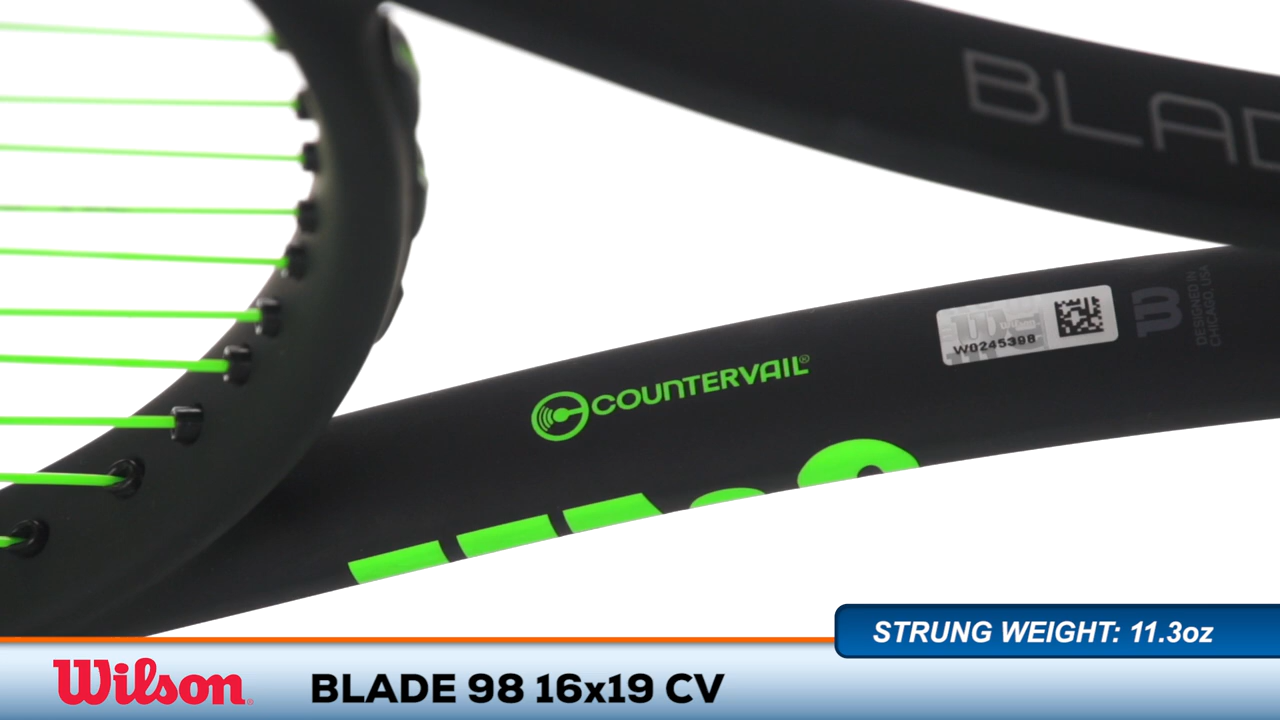 BLAD
COUNTERVAIL®
W0245398
DESIGNED IN
CHICAGO, USA
STRUNG WEIGHT: 11.3oz
Wilson
BLADE 98 16x19 CV